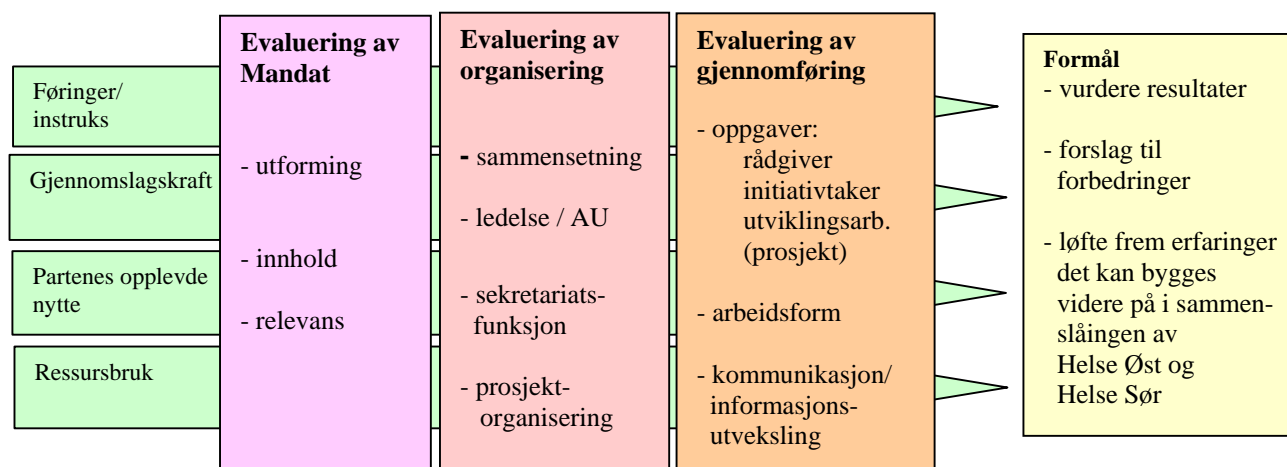 Føringer/
instruks
Gjennomslagskraft
Partenes opplevde
nytte
Ressursbruk
Evaluering av
Mandat
- utforming
- innhold
- relevans
Evaluering av
organisering
- sammensetning
- ledelse / AU
- sekretariats-
funksjon
- prosjekt-
organisering
Evaluering av
gjennomføring
- oppgaver:
rådgiver
initiativtaker
utviklingsarb.
(prosjekt)
- arbeidsform
- kommunikasjon/
informasjons-
utveksling
Formål
- vurdere resultater
- forslag til
forbedringer
- løfte frem erfaringer
det kan bygges
videre på i sammen-
slåingen av
Helse Øst og
Helse Sør